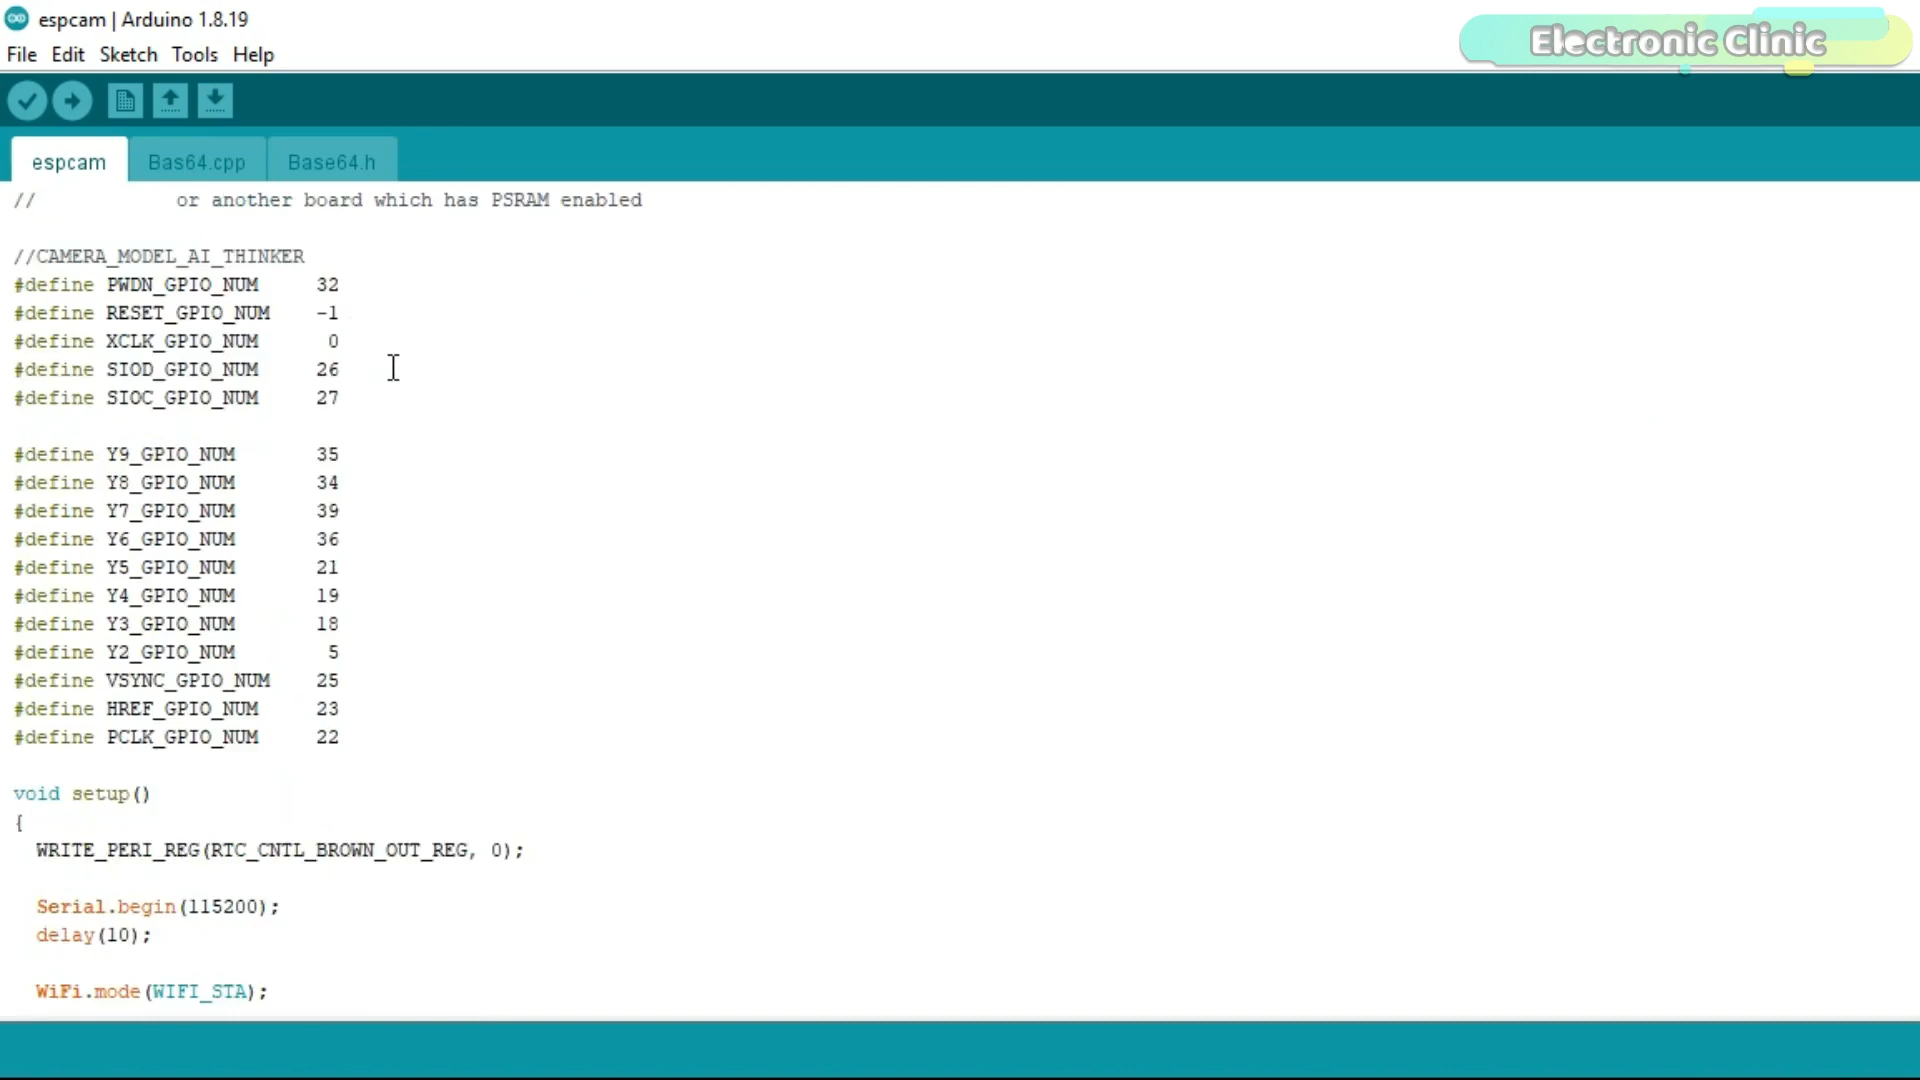 espcam | Arduino 1.8.19
Electronic Clinic
File Edit Sketch Tools Help
espcam Bas64.cpp Base64.h
// or another board which has PSRAM enabled
//CAMERA_MODEL_AI_THINKER
#define PWDN_GPIO_NUM 32
#define RESET_GPIO_NUM -1
#define XCLK_GPIO_NUM 0
#define SIOD_GPIO_NUM 26
#define SIOC_GPIO_NUM 27
#define Y9_GPIO_NUM 35
#define Y8_GPIO_NUM 34
#define Y7_GPIO_NUM 39
#define Y6_GPIO_NUM 36
#define Y5_GPIO_NUM 21
#define Y4_GPIO_NUM 19
#define Y3_GPIO_NUM 18
#define Y2_GPIO_NUM 5
#define VSYNC_GPIO_NUM 25
#define HREF_GPIO_NUM 23
#define PCLK_GPIO_NUM 22
void setup()
{
WRITE_PERI_REG(RTC_CNTL_BROWN_OUT_REG, 0);
Serial.begin(115200);
delay(10);
WiFi.mode(WIFI_STA);